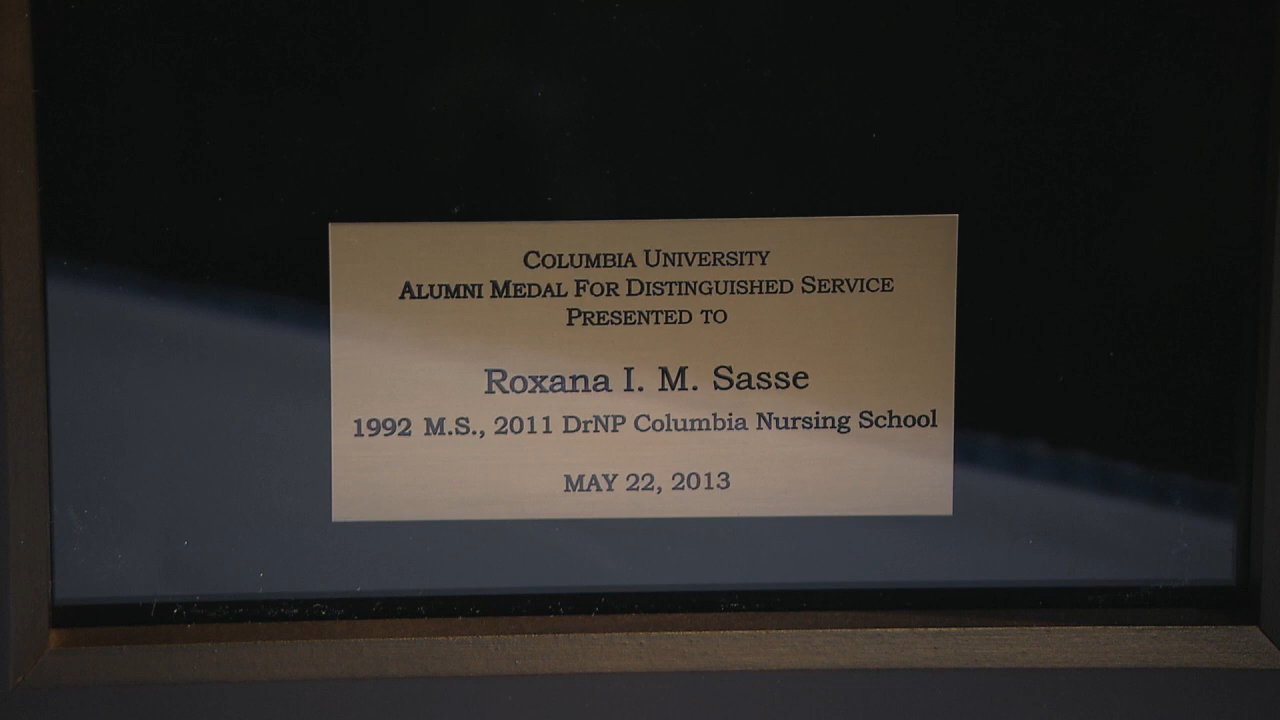 COLUMBIA UNIVERSITY
ALUMNI MEDAL FOR DISTINGUISHED SERVICE
PRESENTED TO
Roxana I. M. Sasse
1992 M.S., 2011 DrNP Columbia Nursing School
MAY 22, 2013